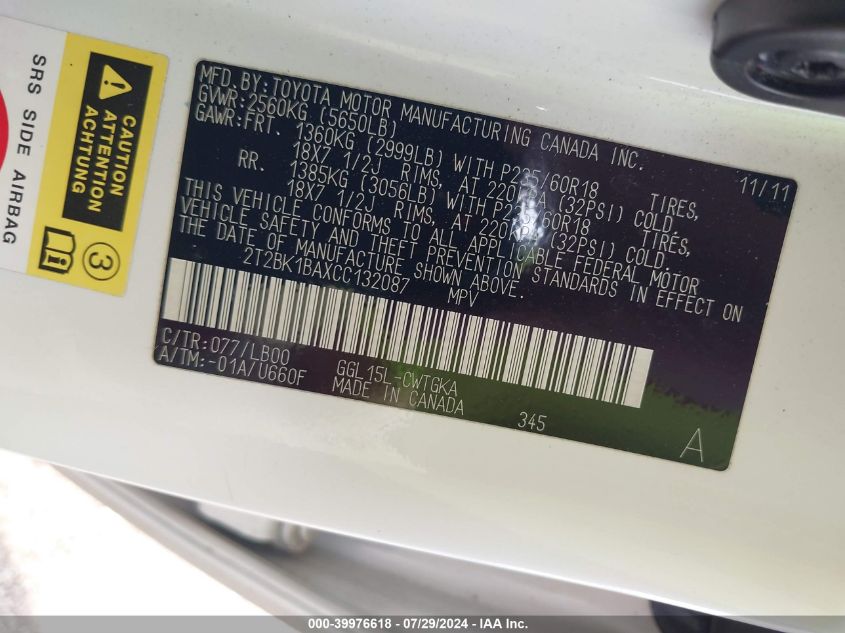 SRS SIDE AIRBAG
CAUTION
ATTENTION
3
MFD. BY: TOYOTA MOTOR MANUFACTURING CANADA INC. 11/11
GVWR: 2560KG (5650LB)
GAWR: FRT. 1360KG (2999LB) WITH P235/60R18 TIRES,
18X7 1/2J RIMS, AT 220KPA (32PSI) COLD
RR. 1385KG (3056LB) WITH P235/60R18 TIRES,
18X7 1/2J RIMS, AT 220KPA (32PSI) COLD
THIS VEHICLE CONFORMS TO ALL APPLICABLE FEDERAL MOTOR
VEHICLE SAFETY AND THEFT PREVENTION STANDARDS IN EFFECT ON
THE DATE OF MANUFACTURE SHOWN ABOVE.
2T2BK1BAXCC132087 MPV
C/TR: 077/LB00 GGL15L-CWTGKA
A/TM:-01A/U660F MADE IN CANADA 345 A
000-39976618 / 07/29/2024 - IAA Inc.